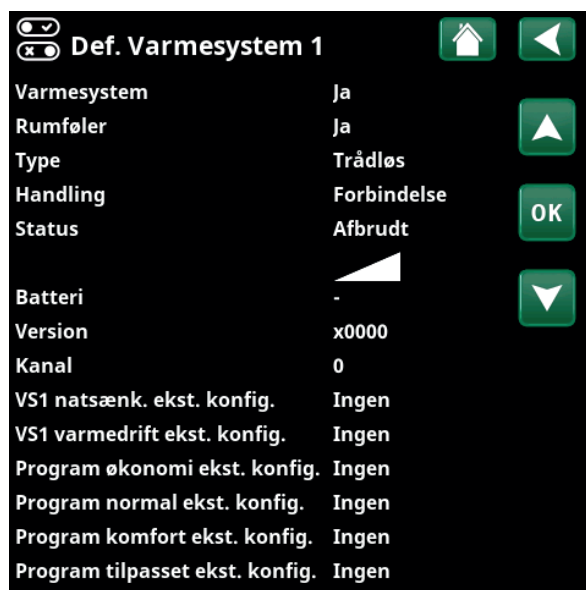 Def. Varmesystem 1
Varmesystem Ja
Rumføler Ja
Type Trådløs
Handling Forbindelse
Status Afbrudt
OK
Batteri -
Version x0000
Kanal 0
VS1 natsænk. ekst. konfig. Ingen
VS1 varmedrift ekst. konfig. Ingen
Program økonomi ekst. konfig. Ingen
Program normal ekst. konfig. Ingen
Program komfort ekst. konfig. Ingen
Program tilpasset ekst. konfig. Ingen